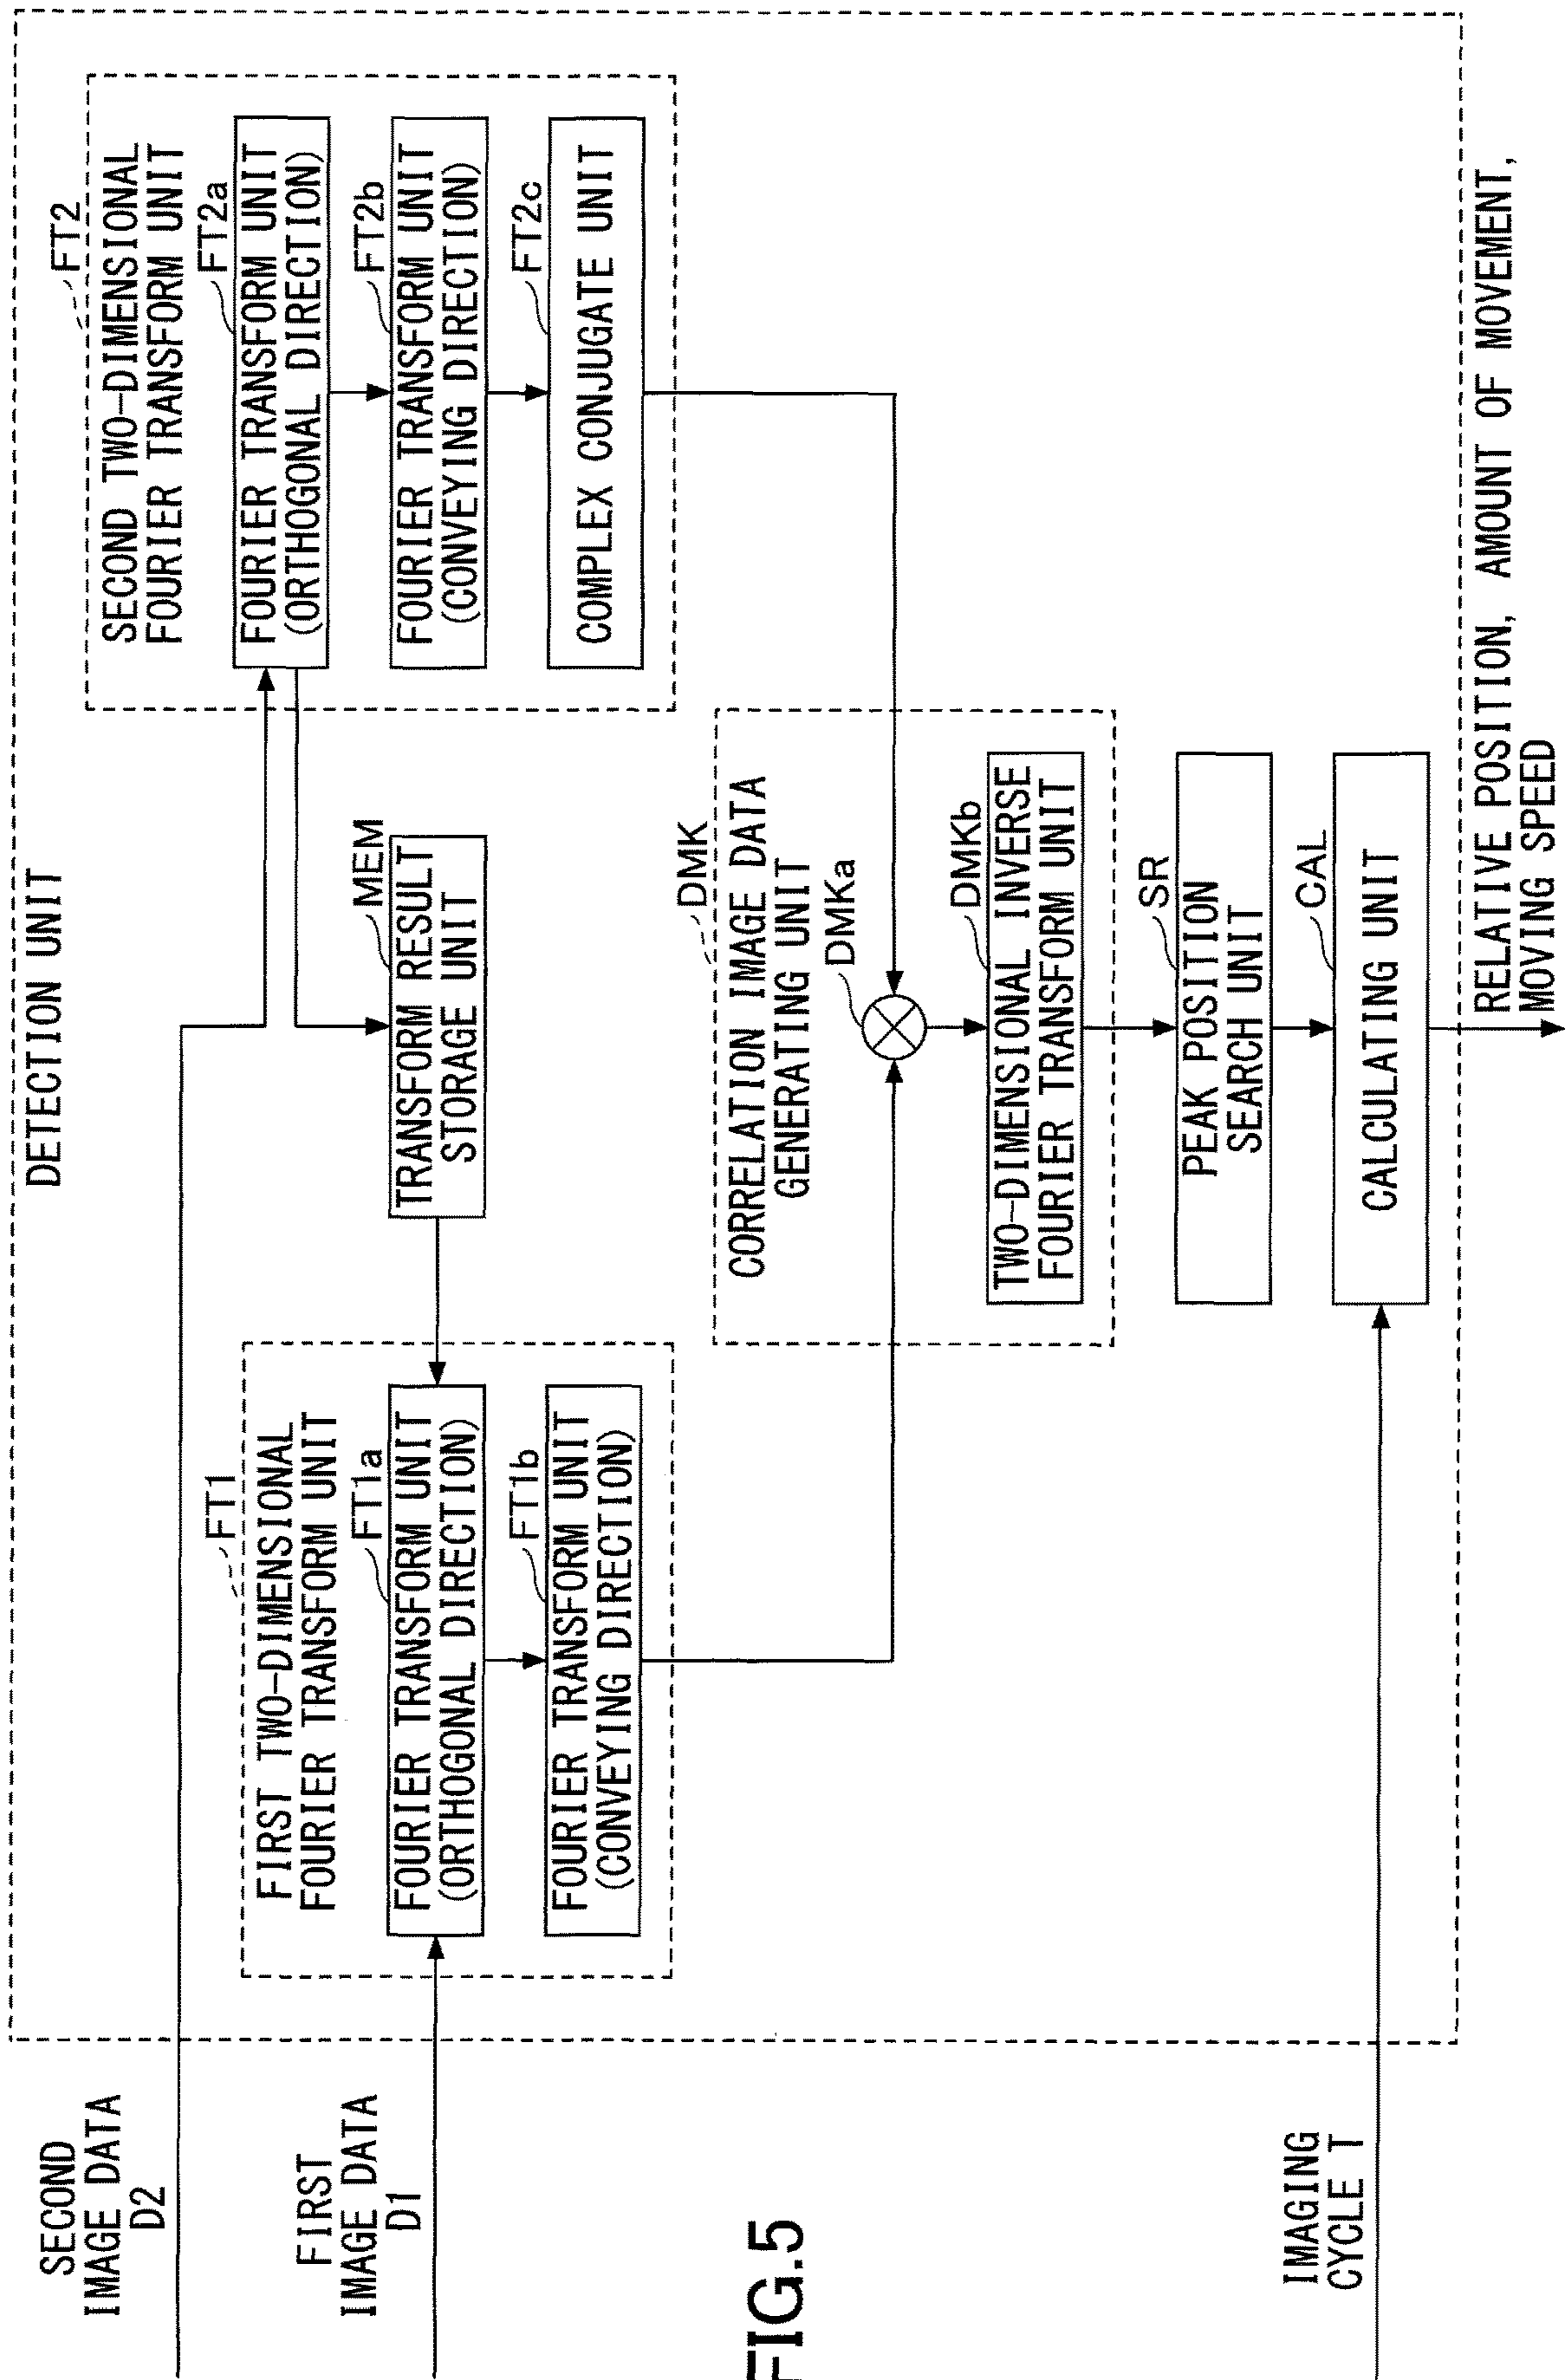 FIG.5
DETECTION UNIT
SECOND
IMAGE DATA
D2
FIRST
IMAGE DATA
D1
IMAGING
CYCLE T
FT1
FIRST TWO-DIMENSIONAL
FOURIER TRANSFORM UNIT
FT1a
FOURIER TRANSFORM UNIT
(ORTHOGONAL DIRECTION)
FT1b
FOURIER TRANSFORM UNIT
(CONVEYING DIRECTION)
MEM
TRANSFORM RESULT
STORAGE UNIT
FT2
SECOND TWO-DIMENSIONAL
FOURIER TRANSFORM UNIT
FT2a
FOURIER TRANSFORM UNIT
(ORTHOGONAL DIRECTION)
FT2b
FOURIER TRANSFORM UNIT
(CONVEYING DIRECTION)
FT2c
COMPLEX CONJUGATE UNIT
DMK
CORRELATION IMAGE DATA
GENERATING UNIT
DMKa
DMKb
TWO-DIMENSIONAL INVERSE
FOURIER TRANSFORM UNIT
SR
PEAK POSITION
SEARCH UNIT
CAL
CALCULATING UNIT
RELATIVE POSITION, AMOUNT OF MOVEMENT,
MOVING SPEED